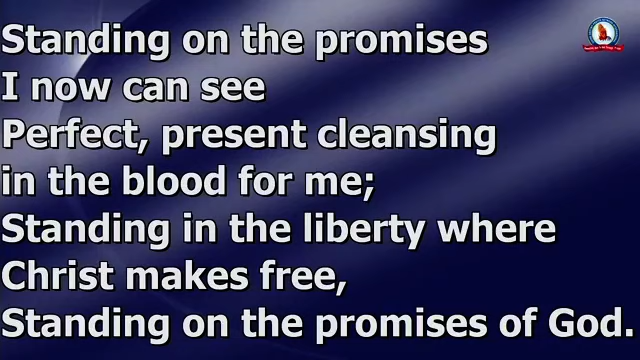 Standing on the promises
I now can see
Perfect, present cleansing
in the blood for me;
Standing in the liberty where
Christ makes free,
Standing on the promises of God.